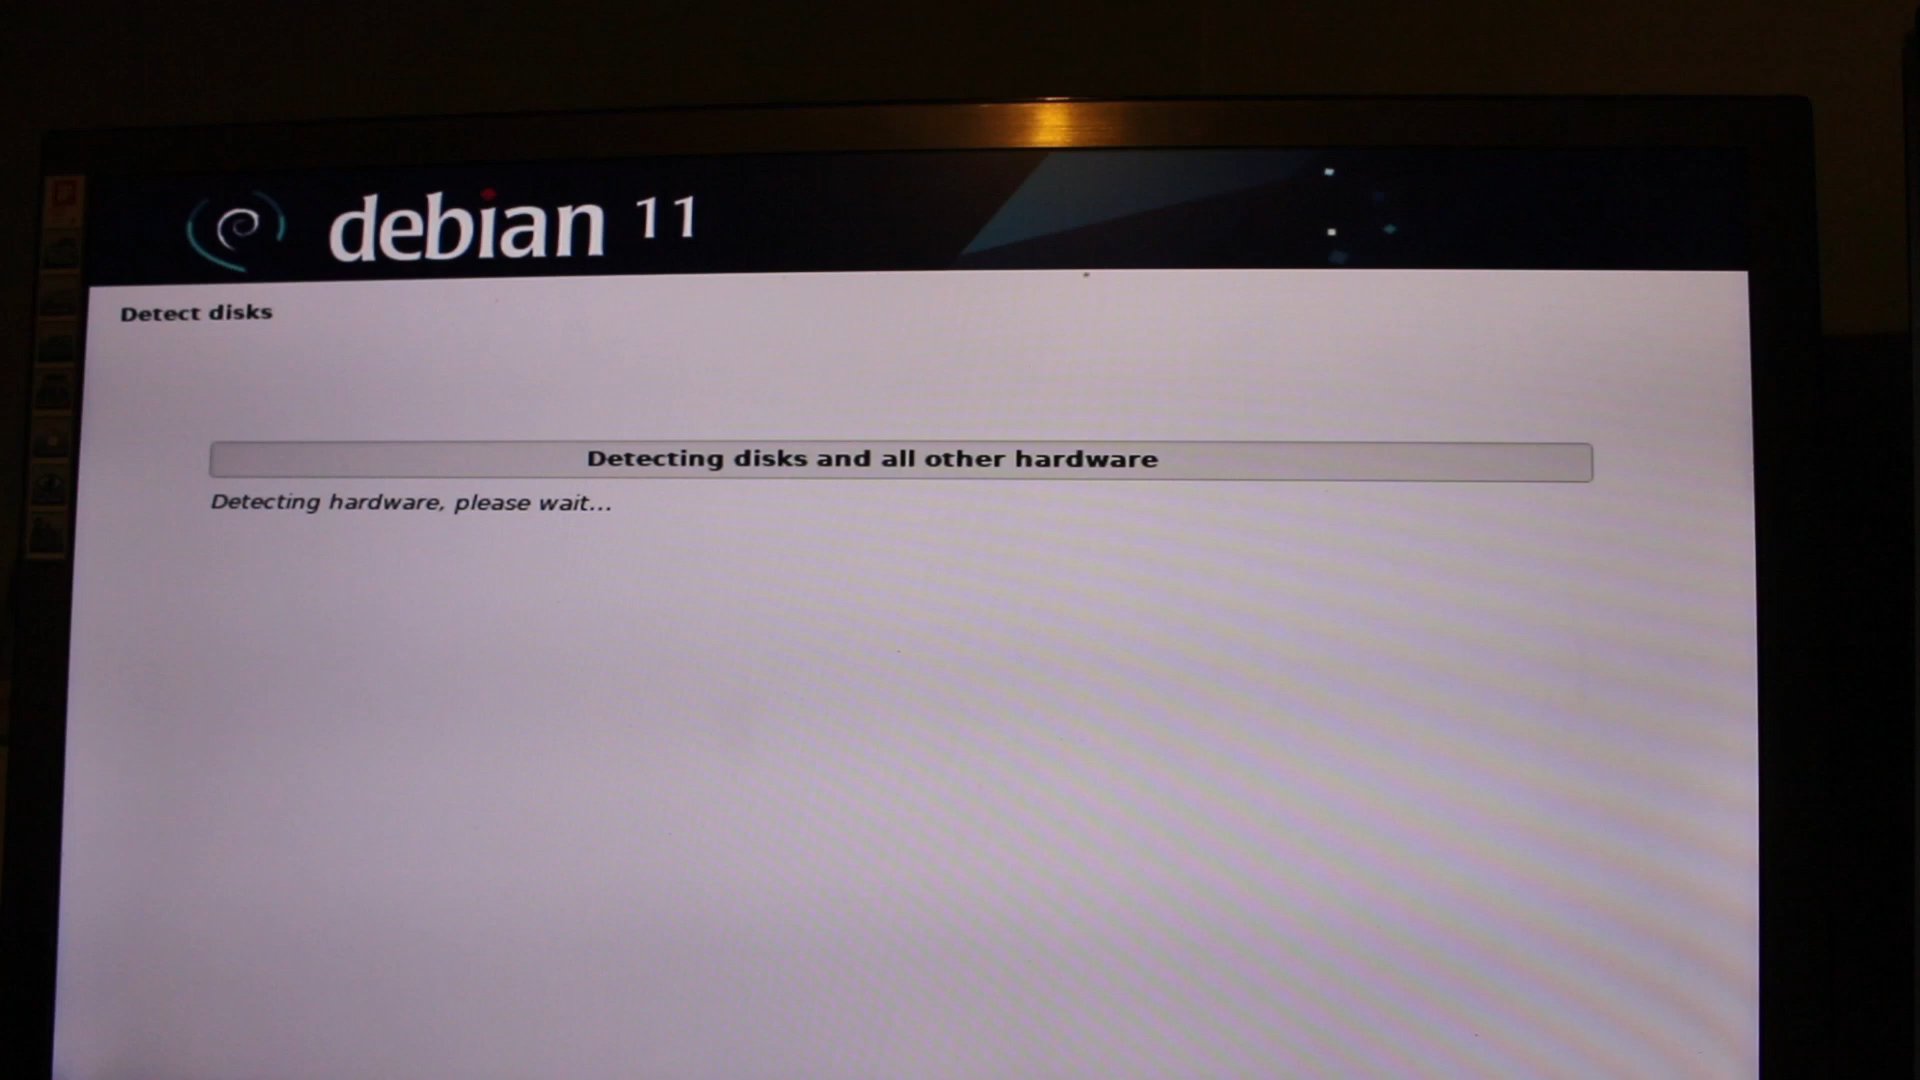 debian 11
Detect disks
Detecting disks and all other hardware
Detecting hardware, please wait...